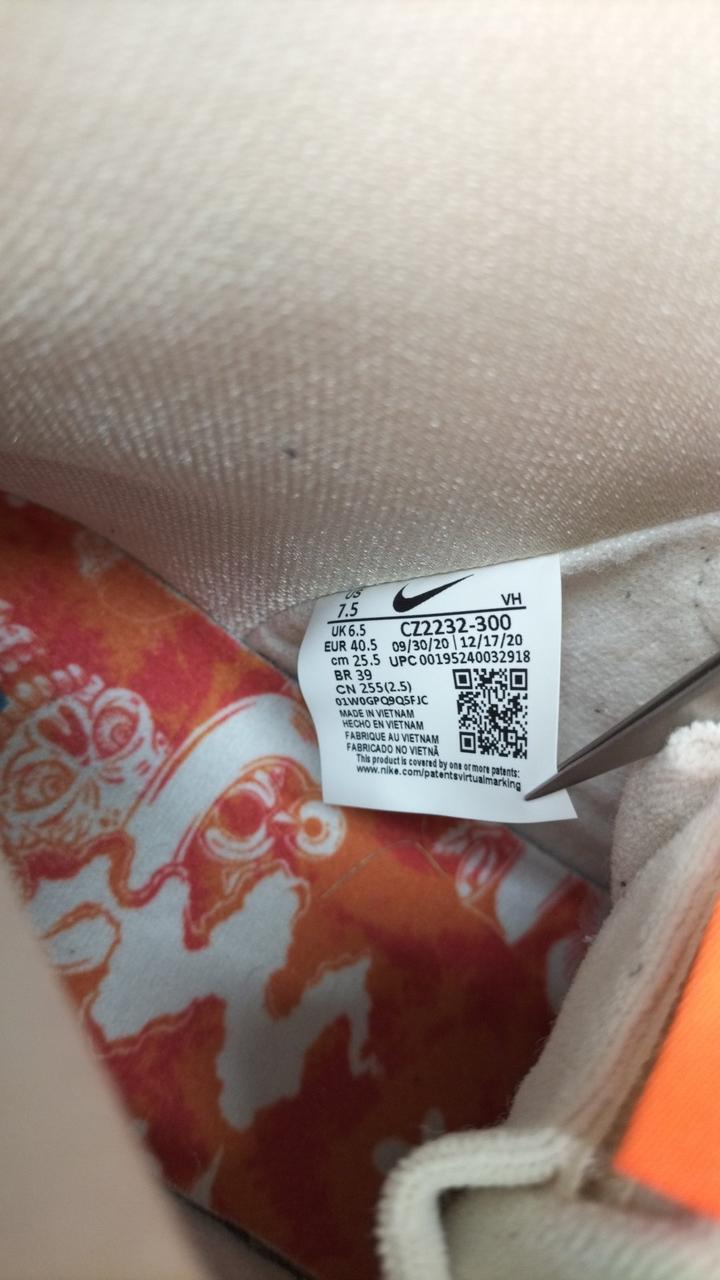 US
7.5
VH
UK 6.5
CZ2232-300
EUR 40.5
09/30/20 | 12/17/20
cm 25.5
UPC 00195240032918
BR 39
CN 255(2.5)
01W0GPQ9Q5FJC
MADE IN VIETNAM
HECHO EN VIETNAM
FABRIQUE AU VIETNAM
FABRICADO NO VIETNÃ
This product is covered by one or more patents:
www.nike.com/patentsvirtualmarking